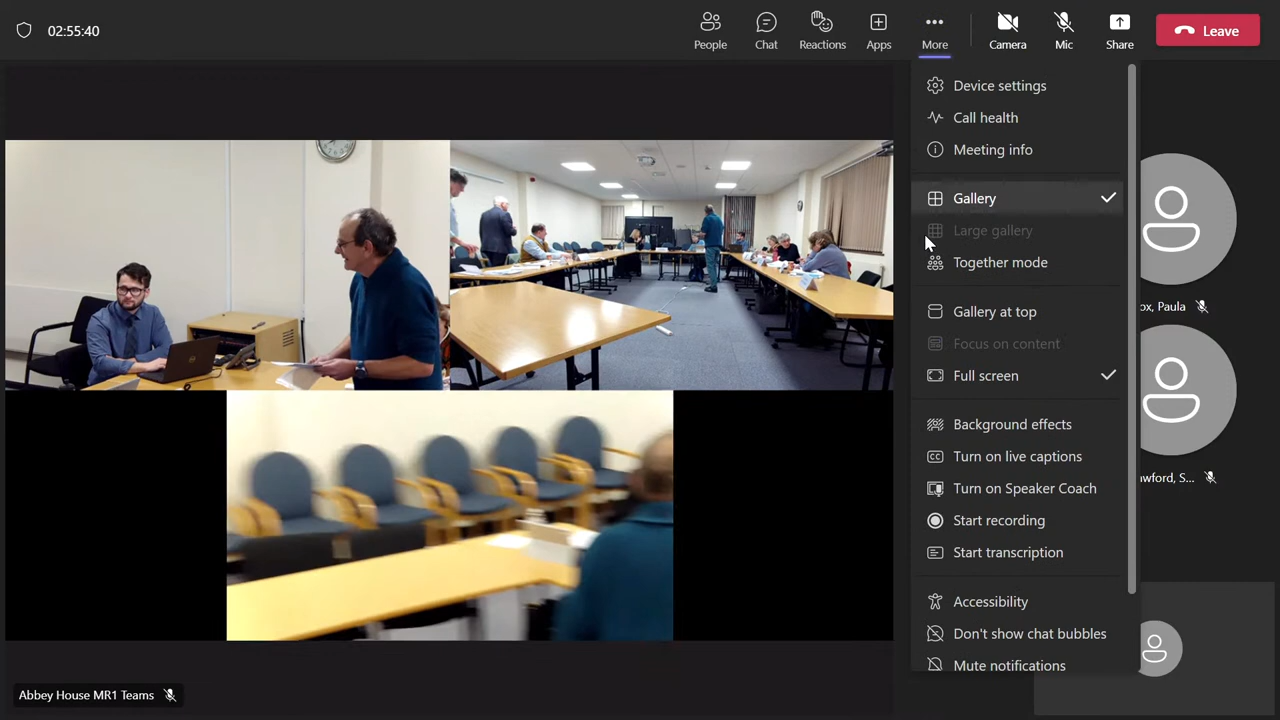 02:55:40
People
Chat
Reactions
Apps
More
Camera
Mic
Share
Leave
Device settings
Call health
Meeting info
Gallery
Large gallery
Together mode
Gallery at top
Focus on content
Full screen
Background effects
CC Turn on live captions
Turn on Speaker Coach
Start recording
Start transcription
Accessibility
Don't show chat bubbles
Mute notifications
ox, Paula
wford, S...
Abbey House MR1 Teams